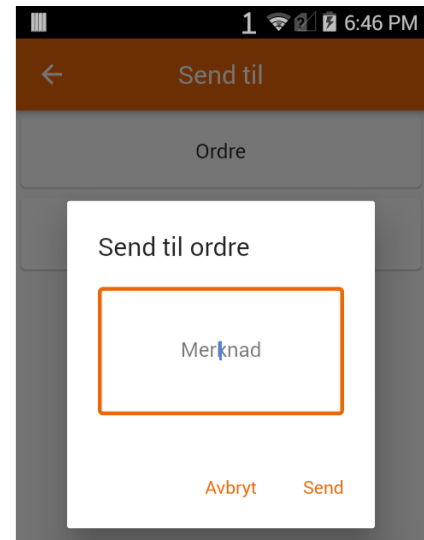 1 6:46 PM
Send til
Ordre
Send til ordre
Merknad
Avbryt Send